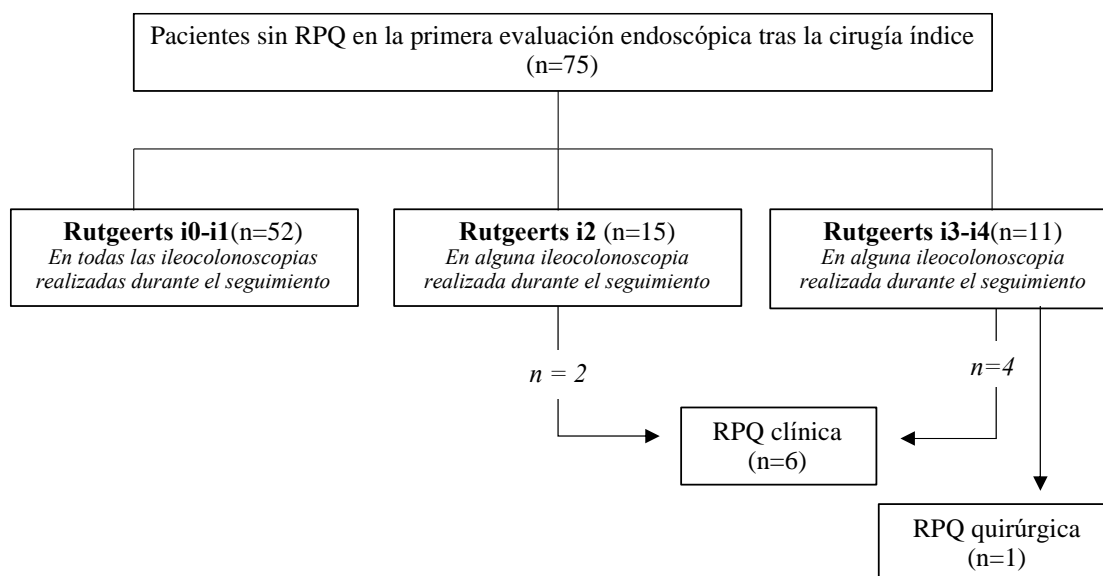 Pacientes sin RPQ en la primera evaluación endoscópica tras la cirugía índice
(n=75)
Rutgeerts i0-i1(n=52)
En todas las ileocolonoscopias
realizadas durante el seguimiento
Rutgeerts i2 (n=15)
En alguna ileocolonoscopia
realizada durante el seguimiento
Rutgeerts i3-i4(n=11)
En alguna ileocolonoscopia
realizada durante el seguimiento
n = 2
n=4
RPQ clínica
(n=6)
RPQ quirúrgica
(n=1)